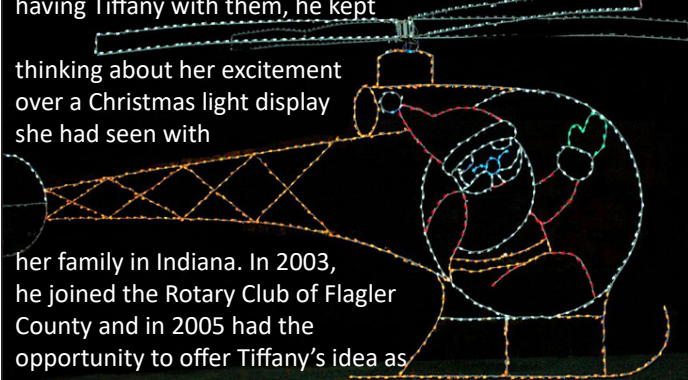 having Tiffany with them, he kept
thinking about her excitement
over a Christmas light display
she had seen with
her family in Indiana. In 2003,
he joined the Rotary Club of Flagler
County and in 2005 had the
opportunity to offer Tiffany’s idea as